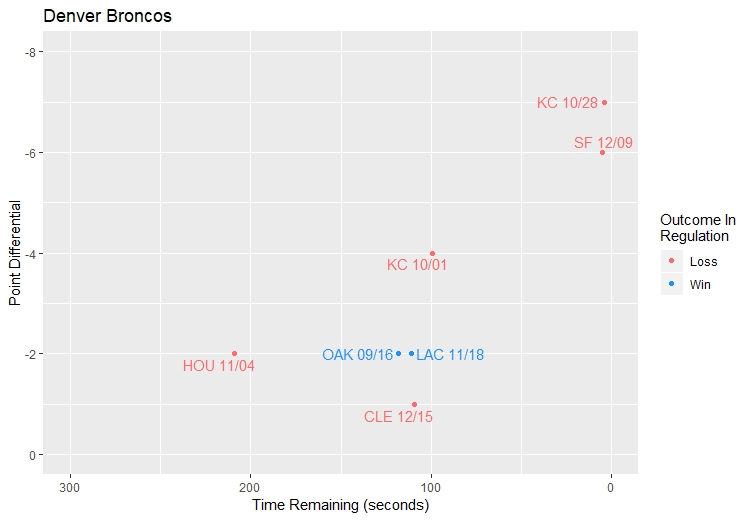 Denver Broncos
-8
KC 10/28
SF 12/09
-6
Point Differential
Outcome In
Regulation
-4
KC 10/01
Loss
Win
-2
OAK 09/16
LAC 11/18
HOU 11/04
CLE 12/15
0
300
200
100
0
Time Remaining (seconds)